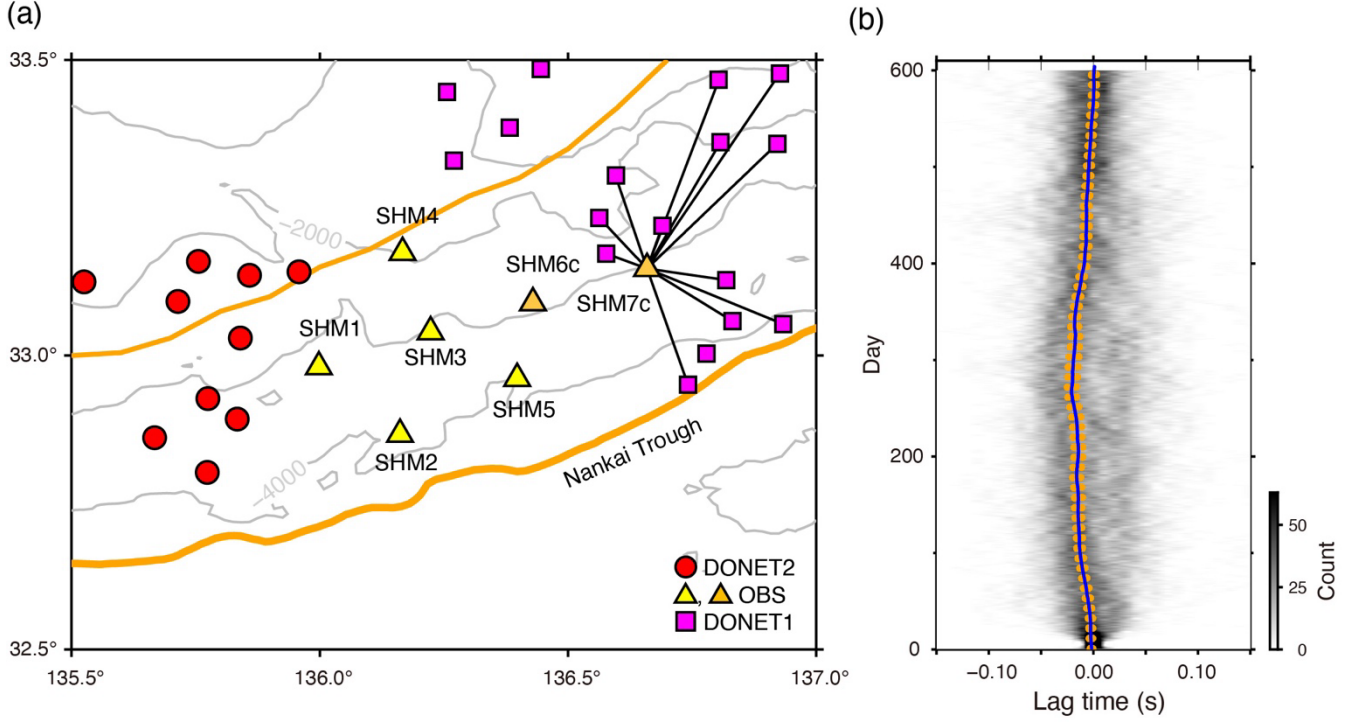 (a)
(b)
33.5°
33.0°
32.5°
135.5°
136.0°
136.5°
137.0°
−2000
−4000
SHM4
SHM6c
SHM7c
SHM1
SHM3
SHM5
SHM2
Nankai Trough
DONET2
, OBS
DONET1
600
400
200
0
Day
−0.10
0.00
0.10
Lag time (s)
50
25
0
Count